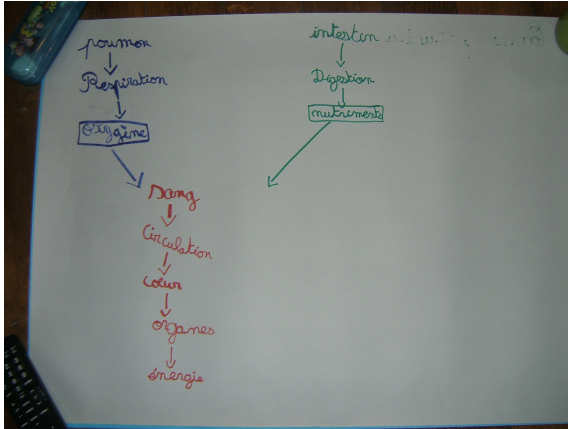 poumon
Respiration
oxygène
intestin
Digestion
nutriments
Sang
Circulation
cœur
organes
énergie